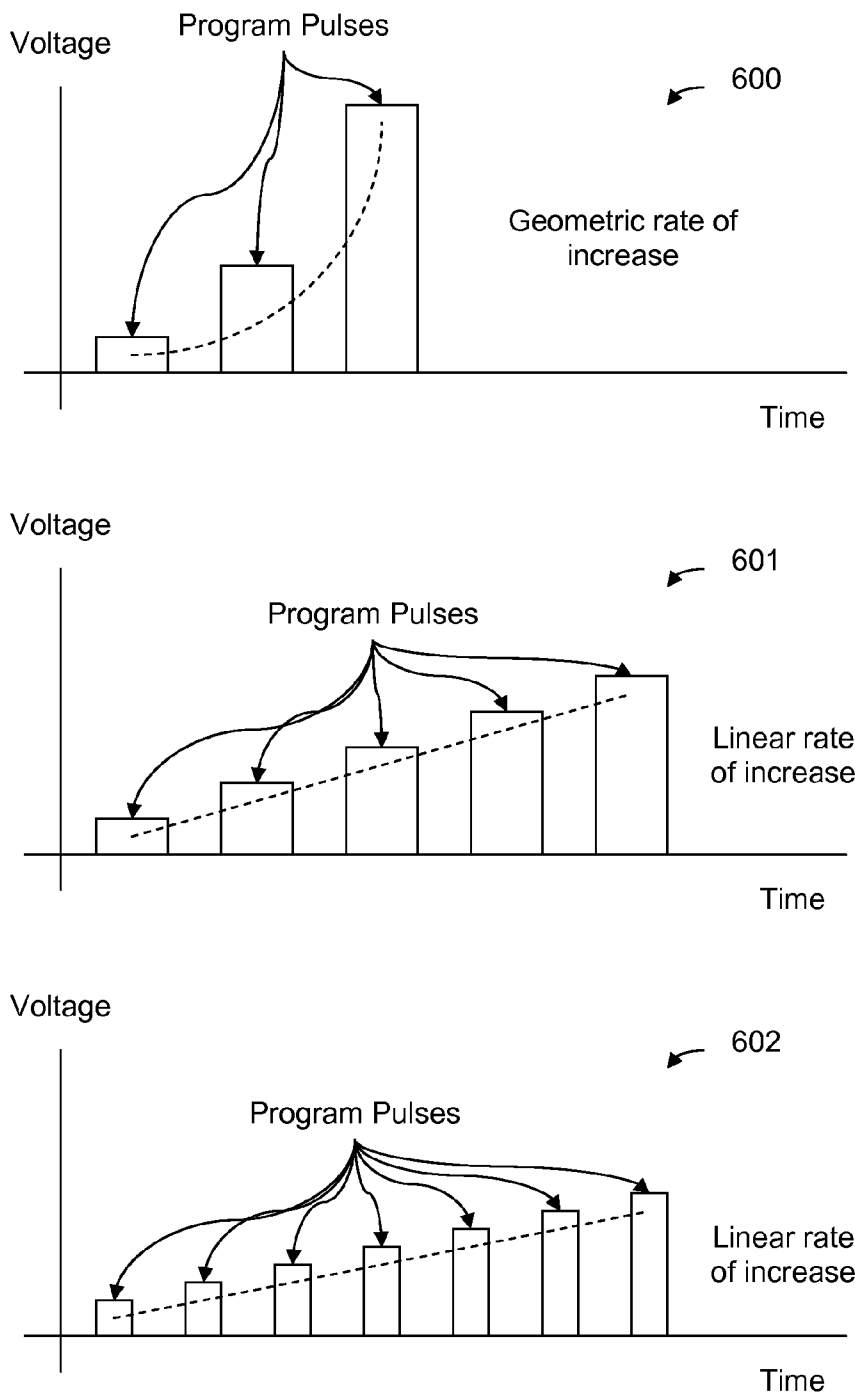 Program Pulses
Voltage
600
Geometric rate of
increase
Time
Voltage
601
Program Pulses
Linear rate
of increase
Time
Voltage
602
Program Pulses
Linear rate
of increase
Time